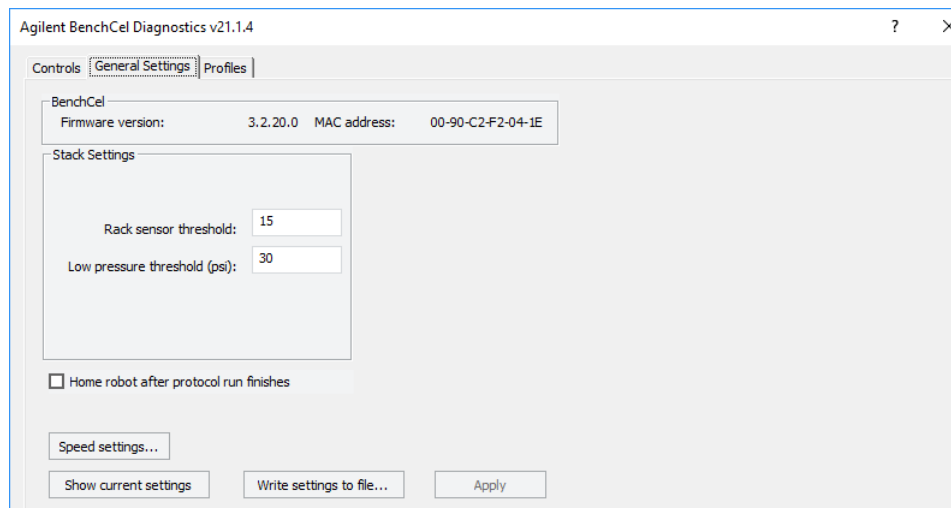 Agilent BenchCel Diagnostics v21.1.4 ?
Controls General Settings Profiles
BenchCel
Firmware version: 3.2.20.0 MAC address: 00-90-C2-F2-04-1E
Stack Settings
Rack sensor threshold: 15
Low pressure threshold (psi): 30
Home robot after protocol run finishes
Speed settings...
Show current settings Write settings to file... Apply